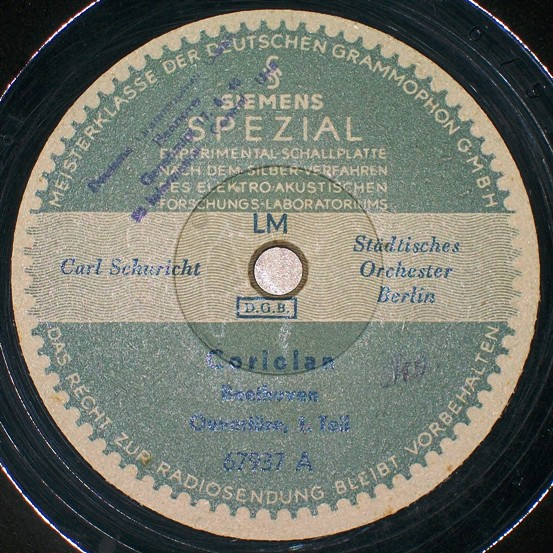 MEISTERKLASSE DER DEUTSCHEN GRAMMOPHON G·M·B·H
SIEMENS
SPEZIAL
EXPERIMENTAL-SCHALLPLATTE
NACH DEM SILBER-VERFAHREN
DES ELEKTRO-AKUSTISCHEN
FORSCHUNGS-LABORATORIUMS
LM
Carl Schuricht
Städtisches
Orchester
Berlin
D.G.B.
Coriolan
Beethoven
Ouvertüre, 1. Teil
67937 A
DAS RECHT ZUR RADIOSENDUNG BLEIBT VORBEHALTEN